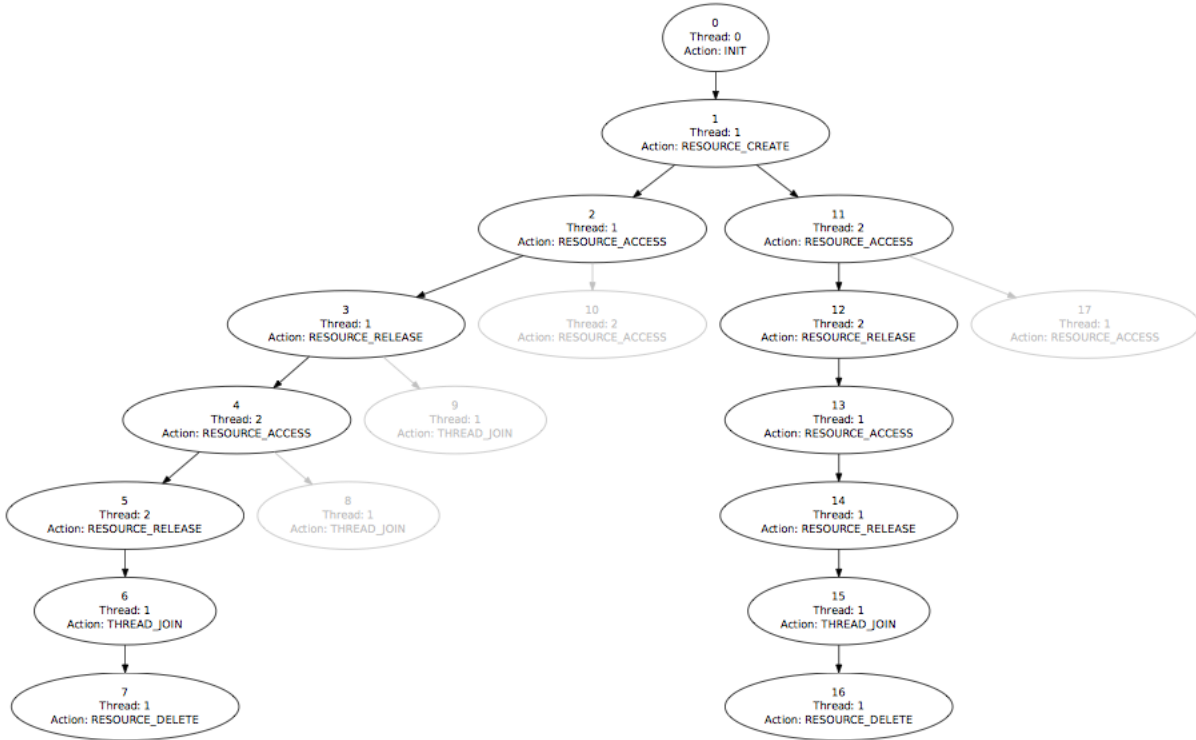 0
Thread: 0
Action: INIT
1
Thread: 1
Action: RESOURCE_CREATE
2
Thread: 1
Action: RESOURCE_ACCESS
11
Thread: 2
Action: RESOURCE_ACCESS
3
Thread: 1
Action: RESOURCE_RELEASE
10
Thread: 2
Action: RESOURCE_ACCESS
12
Thread: 2
Action: RESOURCE_RELEASE
17
Thread: 1
Action: RESOURCE_ACCESS
4
Thread: 2
Action: RESOURCE_ACCESS
9
Thread: 1
Action: THREAD_JOIN
13
Thread: 1
Action: RESOURCE_ACCESS
5
Thread: 2
Action: RESOURCE_RELEASE
8
Thread: 1
Action: THREAD_JOIN
14
Thread: 1
Action: RESOURCE_RELEASE
6
Thread: 1
Action: THREAD_JOIN
15
Thread: 1
Action: THREAD_JOIN
7
Thread: 1
Action: RESOURCE_DELETE
16
Thread: 1
Action: RESOURCE_DELETE